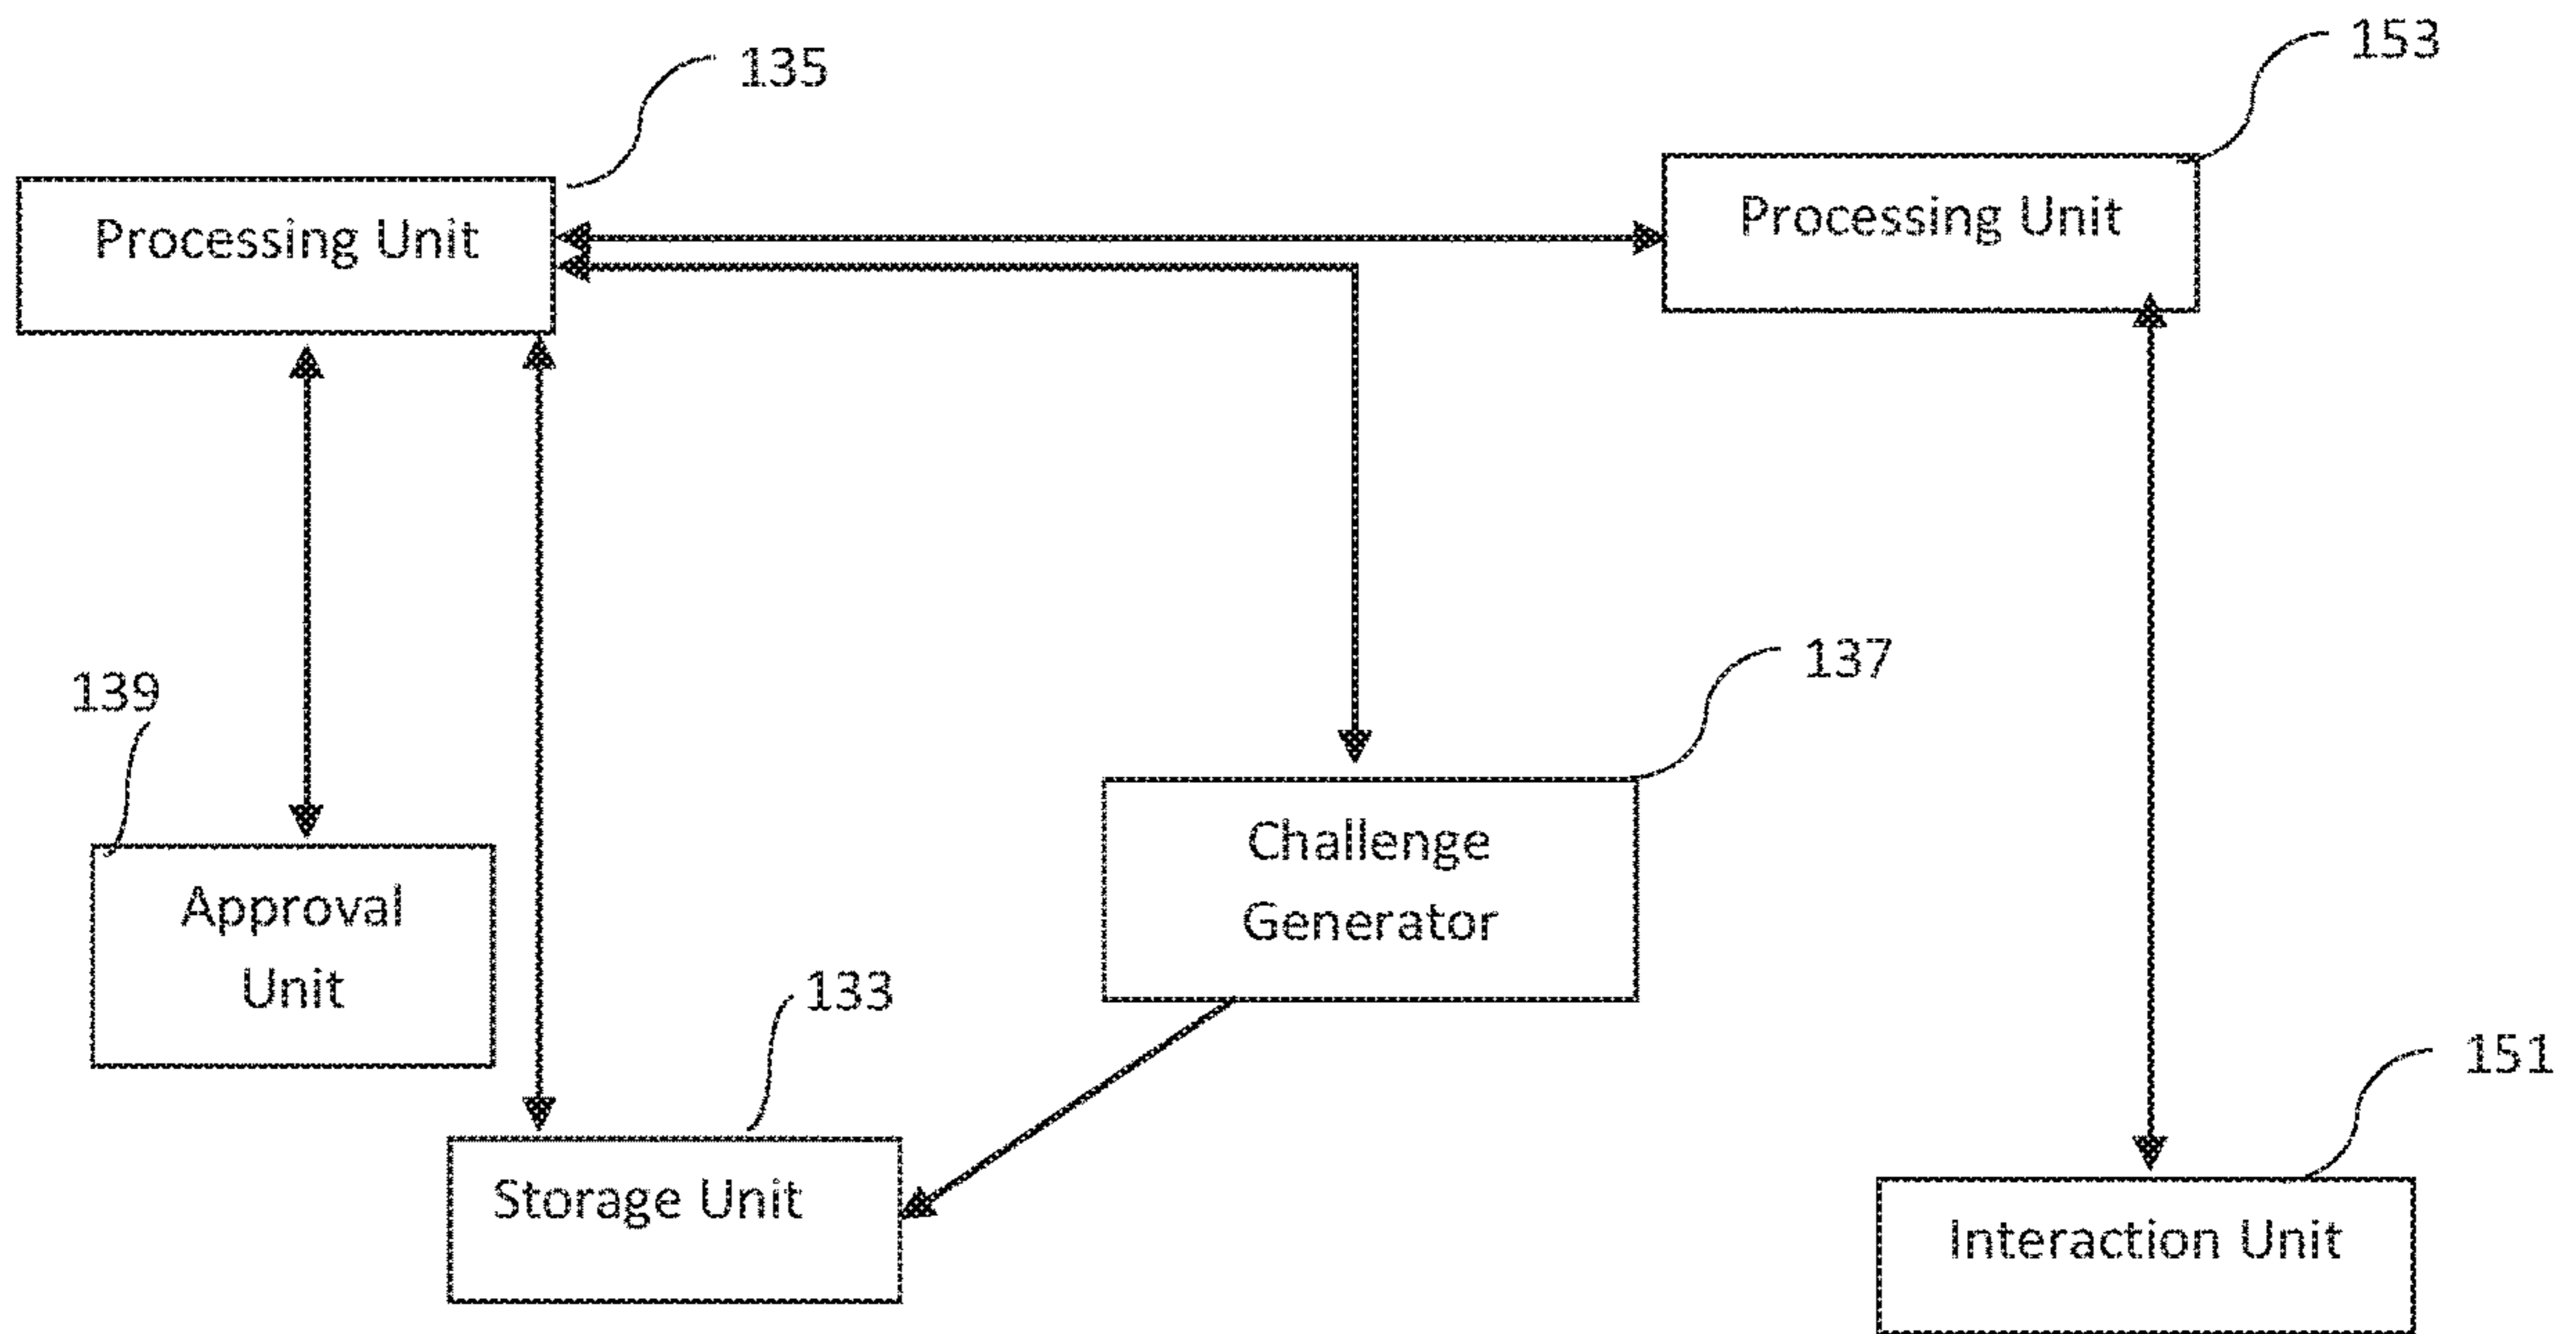 135
153
Processing Unit
Processing Unit
137
139
Challenge
Generator
Approval
Unit
133
151
Storage Unit
Interaction Unit